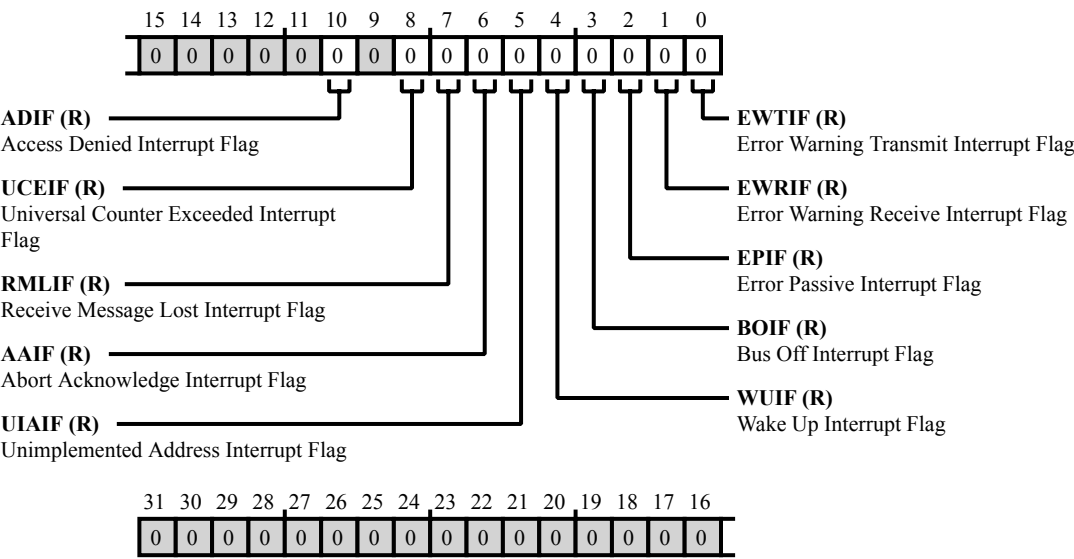 15 14 13 12 11 10 9 8 7 6 5 4 3 2 1 0
0 0 0 0 0 0 0 0 0 0 0 0 0 0 0 0
ADIF (R)
Access Denied Interrupt Flag
UCEIF (R)
Universal Counter Exceeded Interrupt
Flag
RMLIF (R)
Receive Message Lost Interrupt Flag
AAIF (R)
Abort Acknowledge Interrupt Flag
UIAIF (R)
Unimplemented Address Interrupt Flag
EWTIF (R)
Error Warning Transmit Interrupt Flag
EWRIF (R)
Error Warning Receive Interrupt Flag
EPIF (R)
Error Passive Interrupt Flag
BOIF (R)
Bus Off Interrupt Flag
WUIF (R)
Wake Up Interrupt Flag
31 30 29 28 27 26 25 24 23 22 21 20 19 18 17 16
0 0 0 0 0 0 0 0 0 0 0 0 0 0 0 0